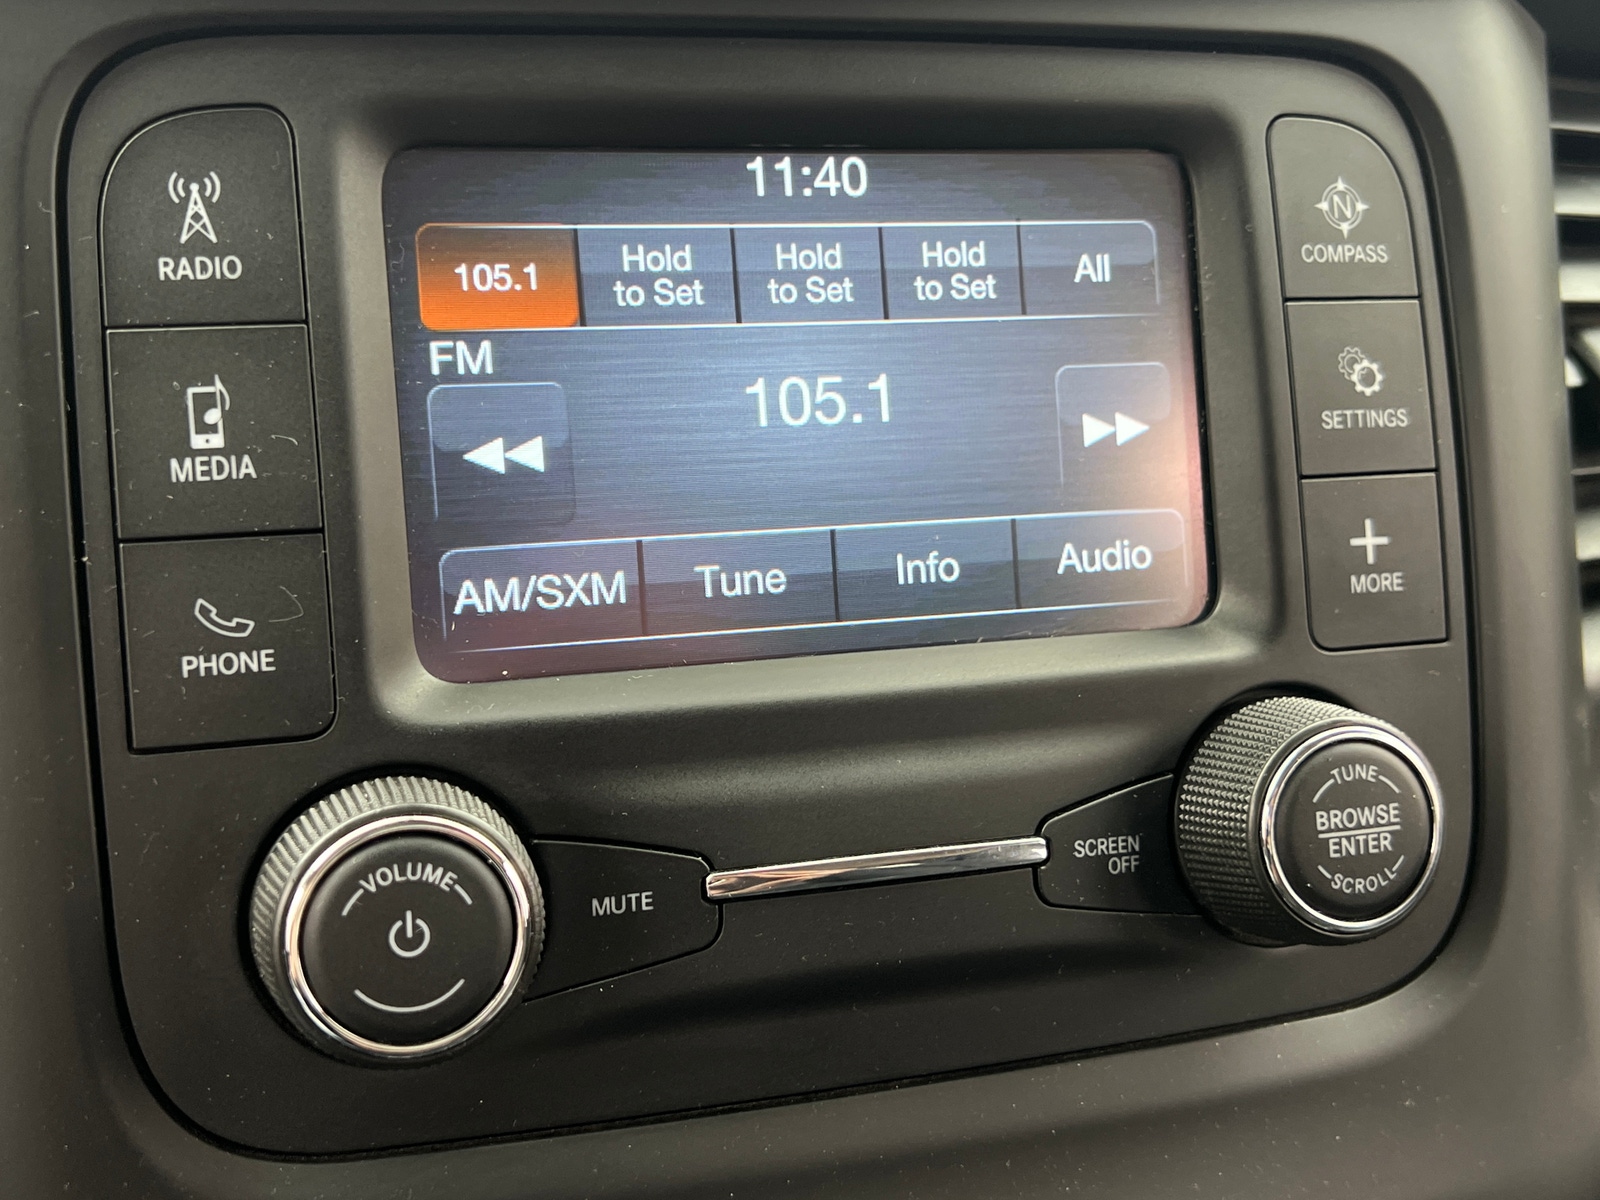 11:40
105.1
Hold
to Set
Hold
to Set
Hold
to Set
All
FM
105.1
AM/SXM
Tune
Info
Audio
RADIO
MEDIA
PHONE
N
COMPASS
SETTINGS
MORE
VOLUME
MUTE
SCREEN
OFF
TUNE
BROWSE
ENTER
SCROLL